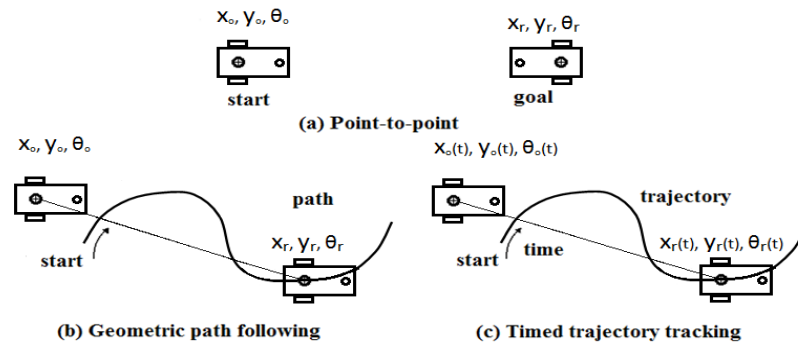 xₒ, yₒ, θₒ
xᵣ, yᵣ, θᵣ
start
goal
(a) Point-to-point
xₒ, yₒ, θₒ
path
xᵣ, yᵣ, θᵣ
start
(b) Geometric path following
xₒ(t), yₒ(t), θₒ(t)
trajectory
xᵣ(t), yᵣ(t), θᵣ(t)
time
start
(c) Timed trajectory tracking